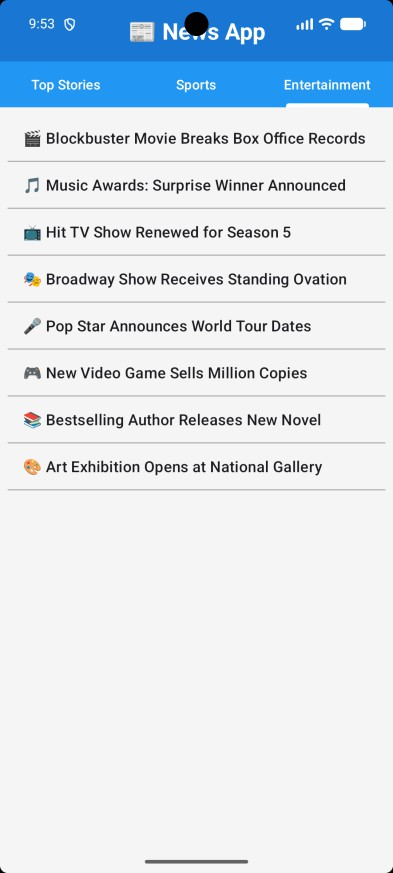 9:53
📰 News App
Top Stories
Sports
Entertainment
🎬 Blockbuster Movie Breaks Box Office Records
🎵 Music Awards: Surprise Winner Announced
📺 Hit TV Show Renewed for Season 5
🎭 Broadway Show Receives Standing Ovation
🎤 Pop Star Announces World Tour Dates
🎮 New Video Game Sells Million Copies
📚 Bestselling Author Releases New Novel
🎨 Art Exhibition Opens at National Gallery